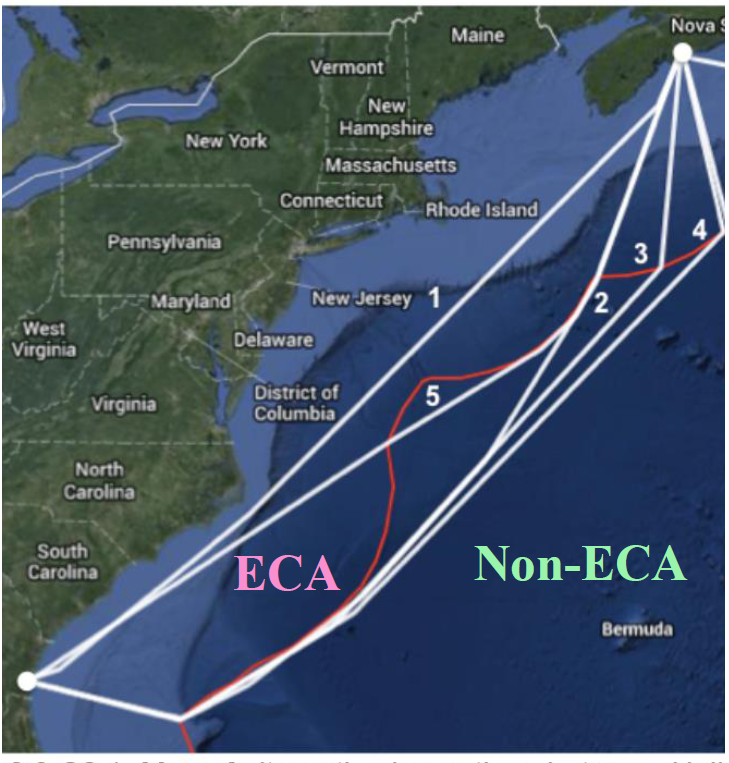 Nova S
Maine
Vermont
New
Hampshire
New York
Massachusetts
Connecticut
Rhode Island
Pennsylvania
4
3
1
New Jersey
2
Maryland
West
Virginia
Delaware
District of
Columbia
5
Virginia
North
Carolina
South
Carolina
ECA
Non-ECA
Bermuda